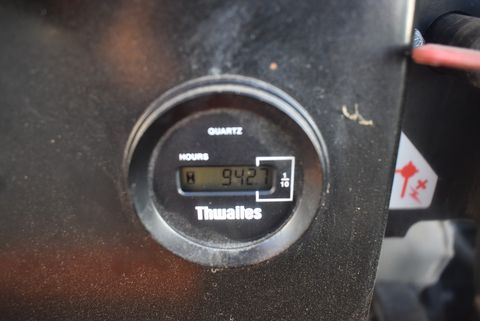 QUARTZ
HOURS
9427
1/10
Thwaites